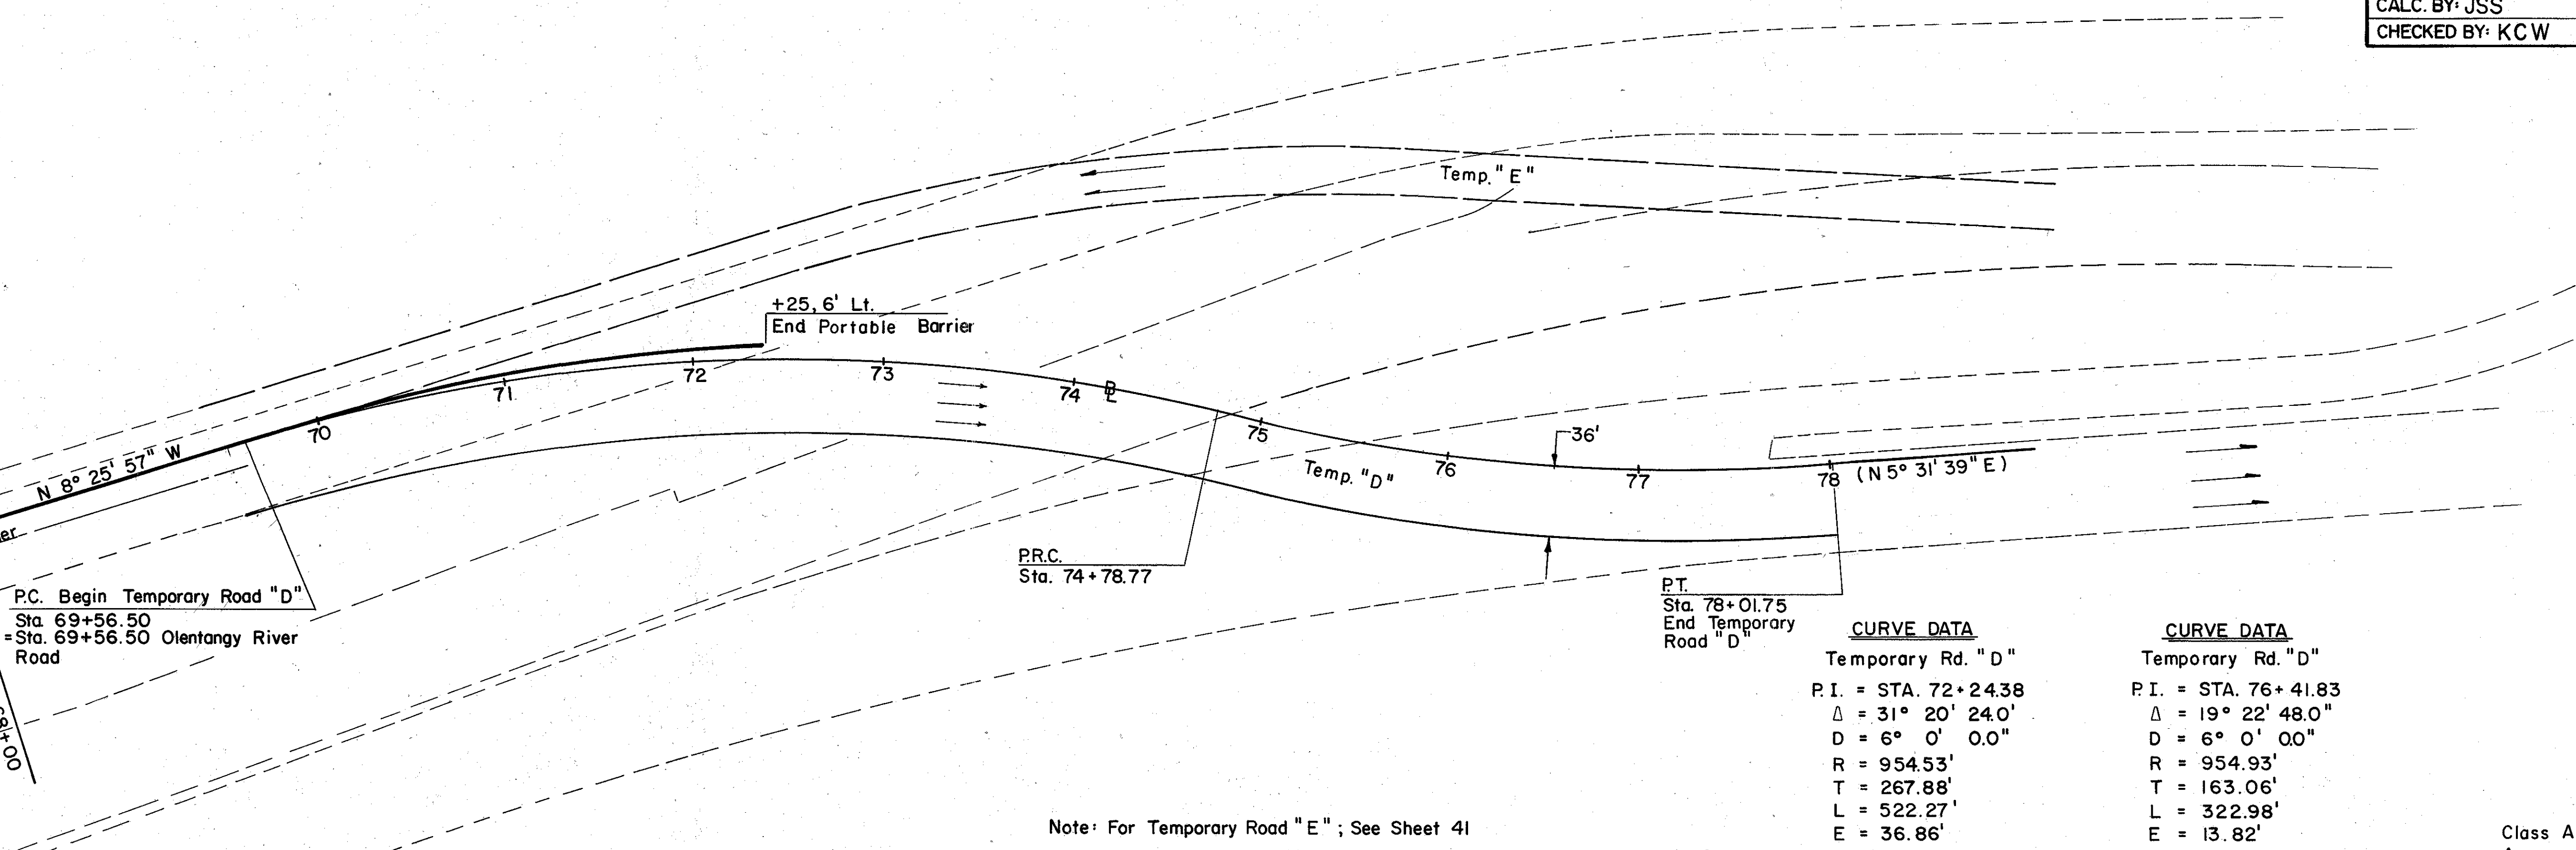 CALC. BY: JSS
CHECKED BY: KCW
Temp. "E"
+25, 6' Lt.
End Portable Barrier
70
71
72
73
74
75
76
77
78
36'
N 8° 25' 57" W
(N 5° 31' 39" E)
Temp. "D"
er
P.C. Begin Temporary Road "D"
Sta 69+56.50
=Sta. 69+56.50 Olentangy River
Road
P.R.C.
Sta. 74+78.77
P.T.
Sta. 78+01.75
End Temporary
Road "D"
CURVE DATA
Temporary Rd. "D"
P.I. = STA. 72+24.38
Δ = 31° 20' 24.0'
D = 6° 0' 0.0"
R = 954.53'
T = 267.88'
L = 522.27'
E = 36.86'
CURVE DATA
Temporary Rd. "D"
P.I. = STA. 76+41.83
Δ = 19° 22' 48.0"
D = 6° 0' 0.0"
R = 954.93'
T = 163.06'
L = 322.98'
E = 13.82'
Note: For Temporary Road "E"; See Sheet 41
Class A